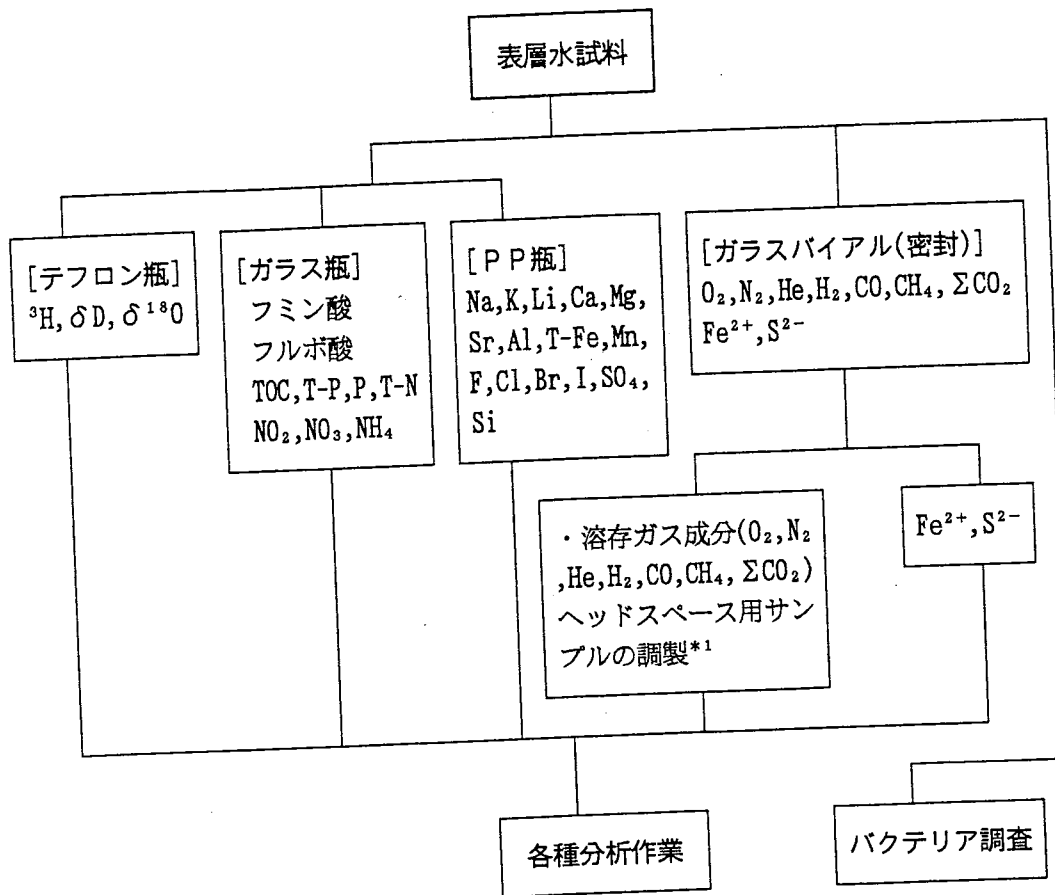 表層水試料
[テフロン瓶]
³H,δD,δ¹⁸O
[ガラス瓶]
フミン酸
フルボ酸
TOC,T-P,P,T-N
NO₂,NO₃,NH₄
[ＰＰ瓶]
Na,K,Li,Ca,Mg,
Sr,Al,T-Fe,Mn,
F,Cl,Br,I,SO₄,
Si
[ガラスバイアル(密封)]
O₂,N₂,He,H₂,CO,CH₄,ΣCO₂
Fe²⁺,S²⁻
・溶存ガス成分(O₂,N₂
,He,H₂,CO,CH₄,ΣCO₂)
ヘッドスペース用サン
プルの調製*¹
Fe²⁺,S²⁻
各種分析作業
バクテリア調査